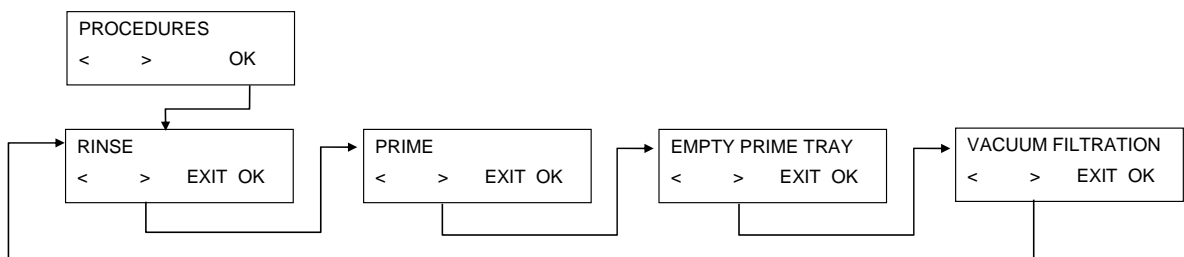 PROCEDURES
< > OK
RINSE
< > EXIT OK
PRIME
< > EXIT OK
EMPTY PRIME TRAY
< > EXIT OK
VACUUM FILTRATION
< > EXIT OK